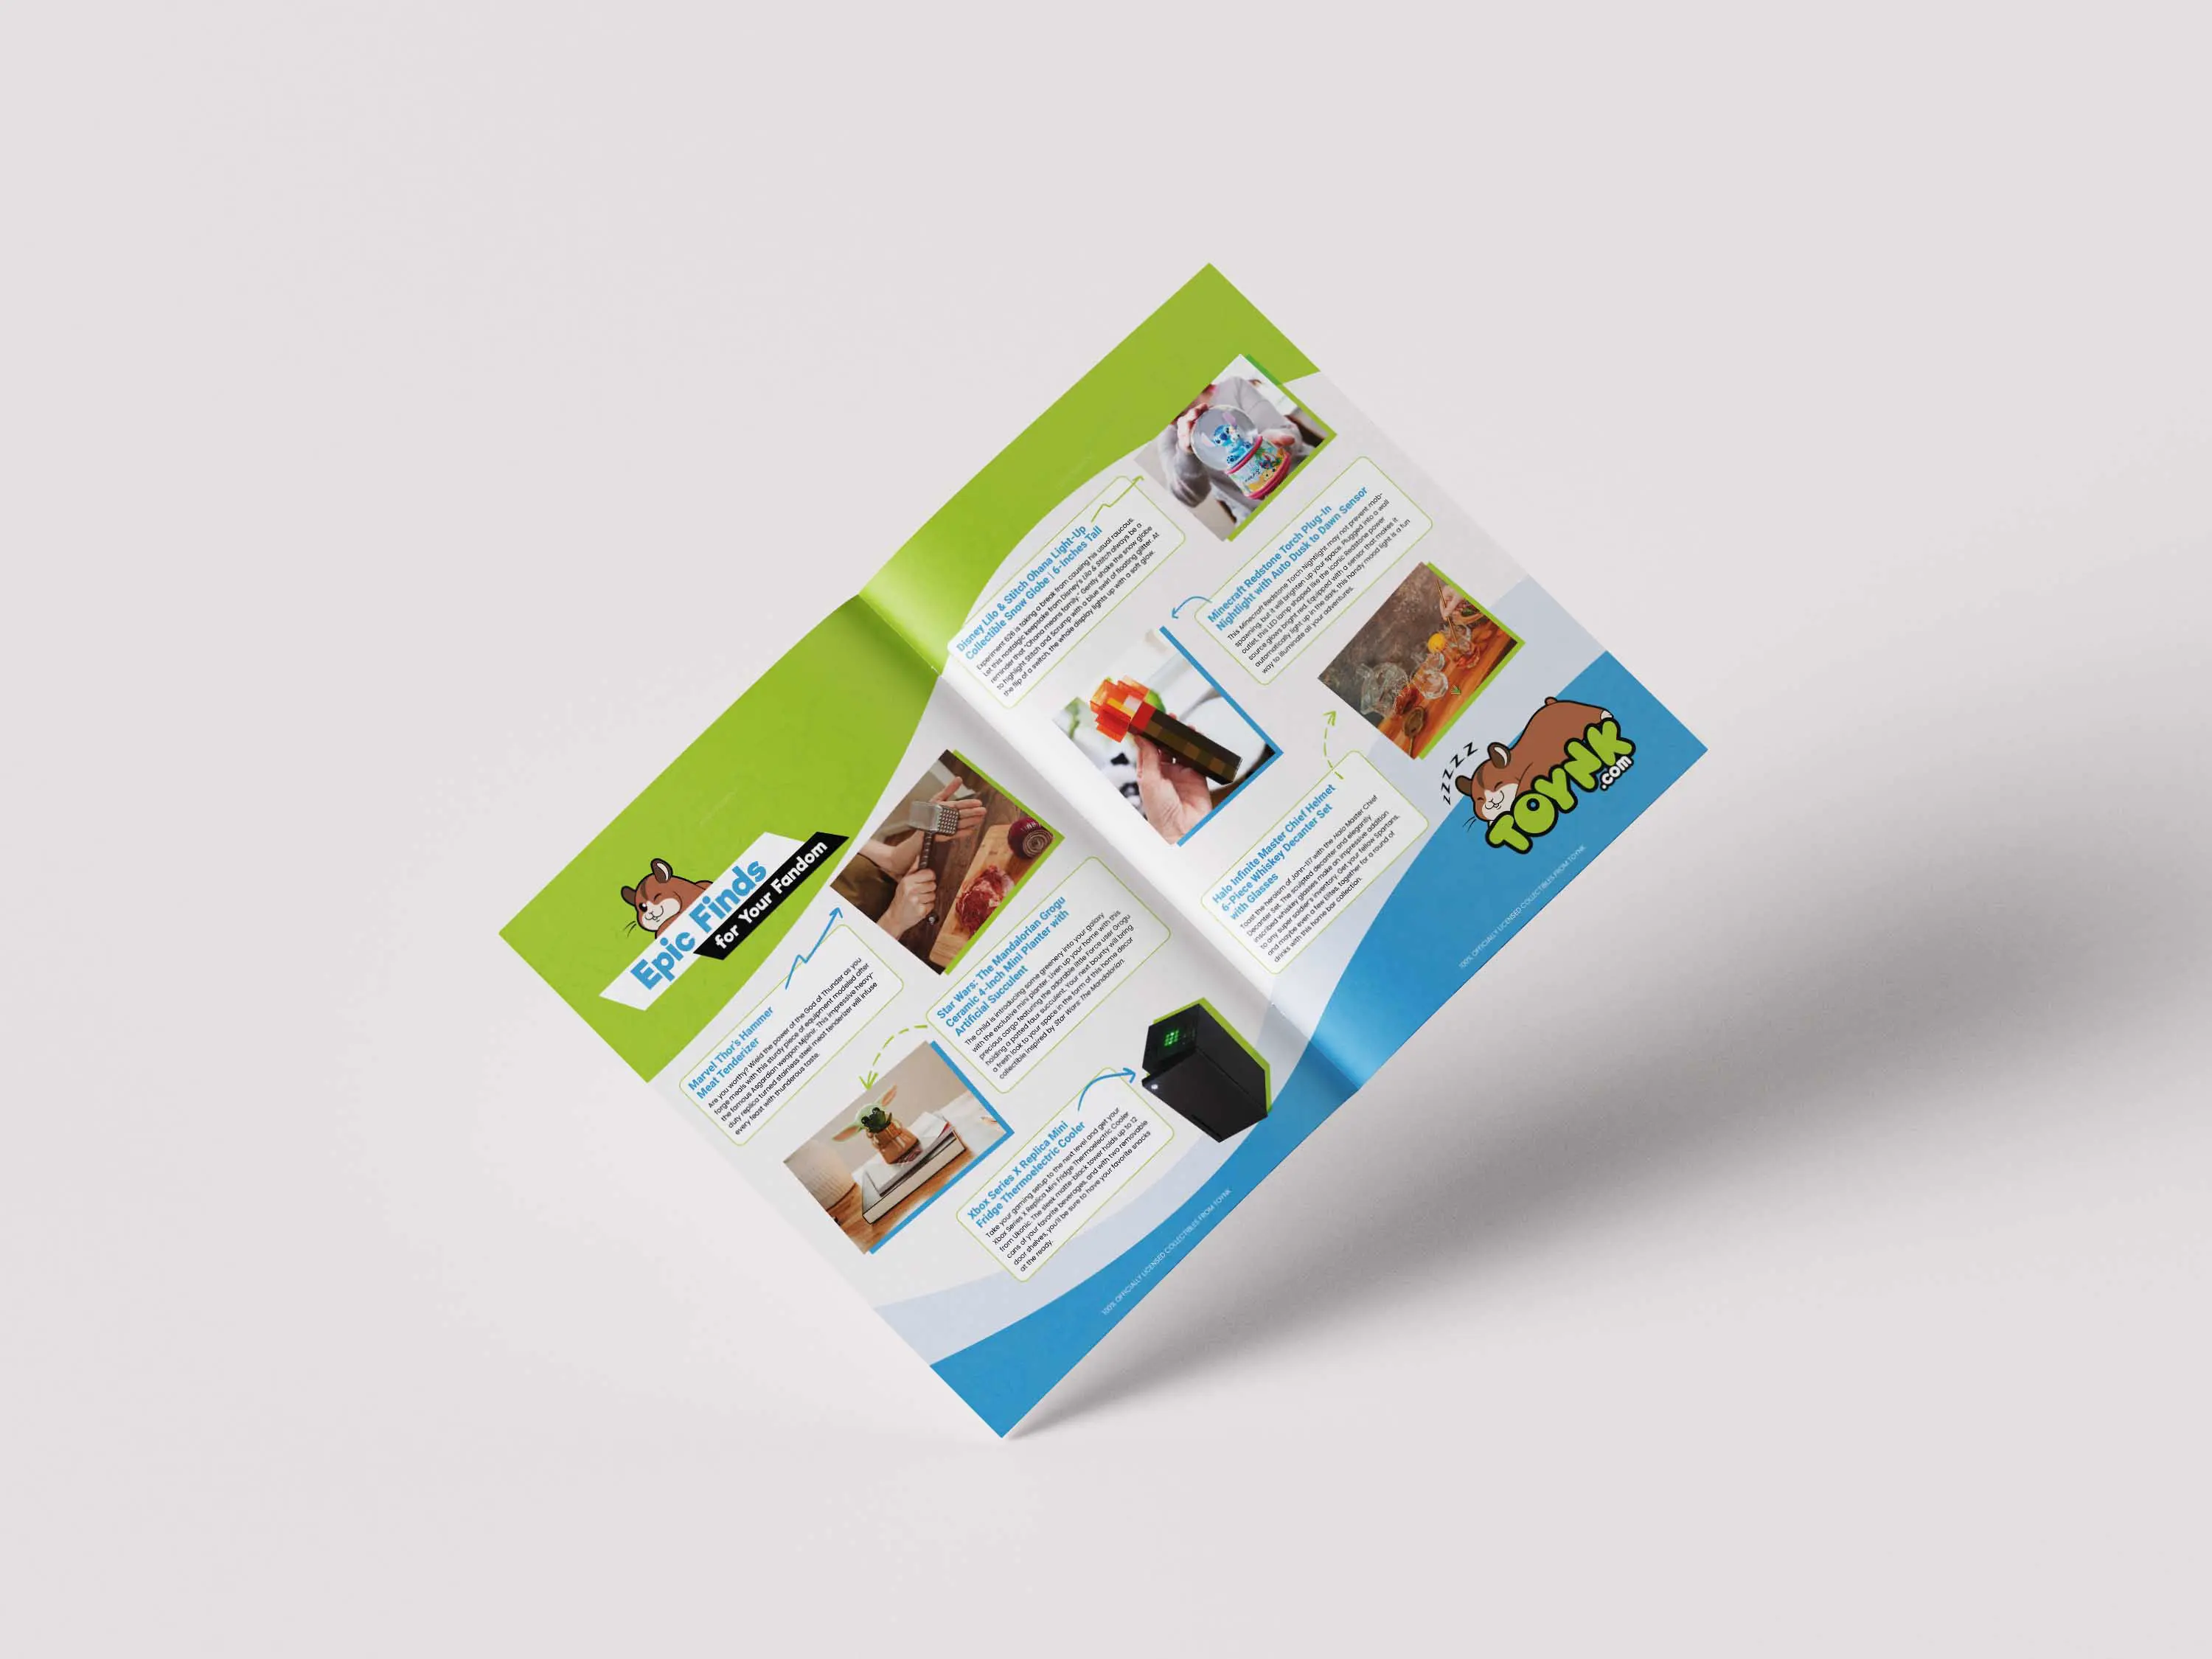 Epic Finds
for Your Fandom
Marvel Thor's Hammer
Meat Tenderizer
Are you worthy? Wield the power of the God of Thunder as you
forge meals with this sturdy piece of equipment modeled after
the famous Asgardian weapon Mjölnir. This impressive heavy-
duty replica turned stainless steel meat tenderizer will infuse
every feast with thunderous taste.
Star Wars: The Mandalorian Grogu
Ceramic 4-Inch Mini Planter with
Artificial Succulent
The Child is introducing some greenery into your galaxy
with the exclusive mini planter. Liven up your home with this
precious cargo featuring the adorable little Force user Grogu
holding a potted faux succulent. Your next bounty will bring
a fresh look to your space in the form of this home decor
collectible inspired by Star Wars: The Mandalorian.
Xbox Series X Replica Mini
Fridge Thermoelectric Cooler
Take your gaming setup to the next level and get your
Xbox Series X Replica Mini Fridge Thermoelectric Cooler
from Ukonic. The sleek matte-black tower holds up to 12
cans of your favorite beverages, and with two removable
door shelves, you'll be sure to have your favorite snacks
at the ready.
100% OFFICIALLY LICENSED COLLECTIBLES FROM TOYNK
Disney Lilo & Stitch Ohana Light-Up
Collectible Snow Globe | 6-Inches Tall
Experiment 626 is taking a break from causing his usual raucous.
Let this nostalgic keepsake from Disney's Lilo & Stitch always be a
reminder that "Ohana means family." Gently shake the snow globe
to highlight Stitch and Scrump with a blue swirl of floating glitter. At
the flip of a switch, the whole display lights up with a soft glow.
Minecraft Redstone Torch Plug-In
Nightlight with Auto Dusk to Dawn Sensor
This Minecraft Redstone Torch Nightlight may not prevent mob-
spawning, but it will brighten up your space. Plugged into a wall
outlet, this LED lamp shaped like the iconic Redstone power
source glows bright red. Equipped with a sensor that makes it
automatically light up in the dark, this handy mood light is a fun
way to illuminate all your adventures.
Halo Infinite Master Chief Helmet
6-Piece Whiskey Decanter Set
with Glasses
Toast the heroism of John-117 with the Halo Master Chief
Decanter Set. The sculpted decanter and elegantly
inscribed whiskey glasses make an impressive addition
to any super soldier's inventory. Get your fellow Spartans,
and maybe even a few Elites, together for a round of
drinks with this home bar collection.
zzzzz
TOYNK
.com
100% OFFICIALLY LICENSED COLLECTIBLES FROM TOYNK